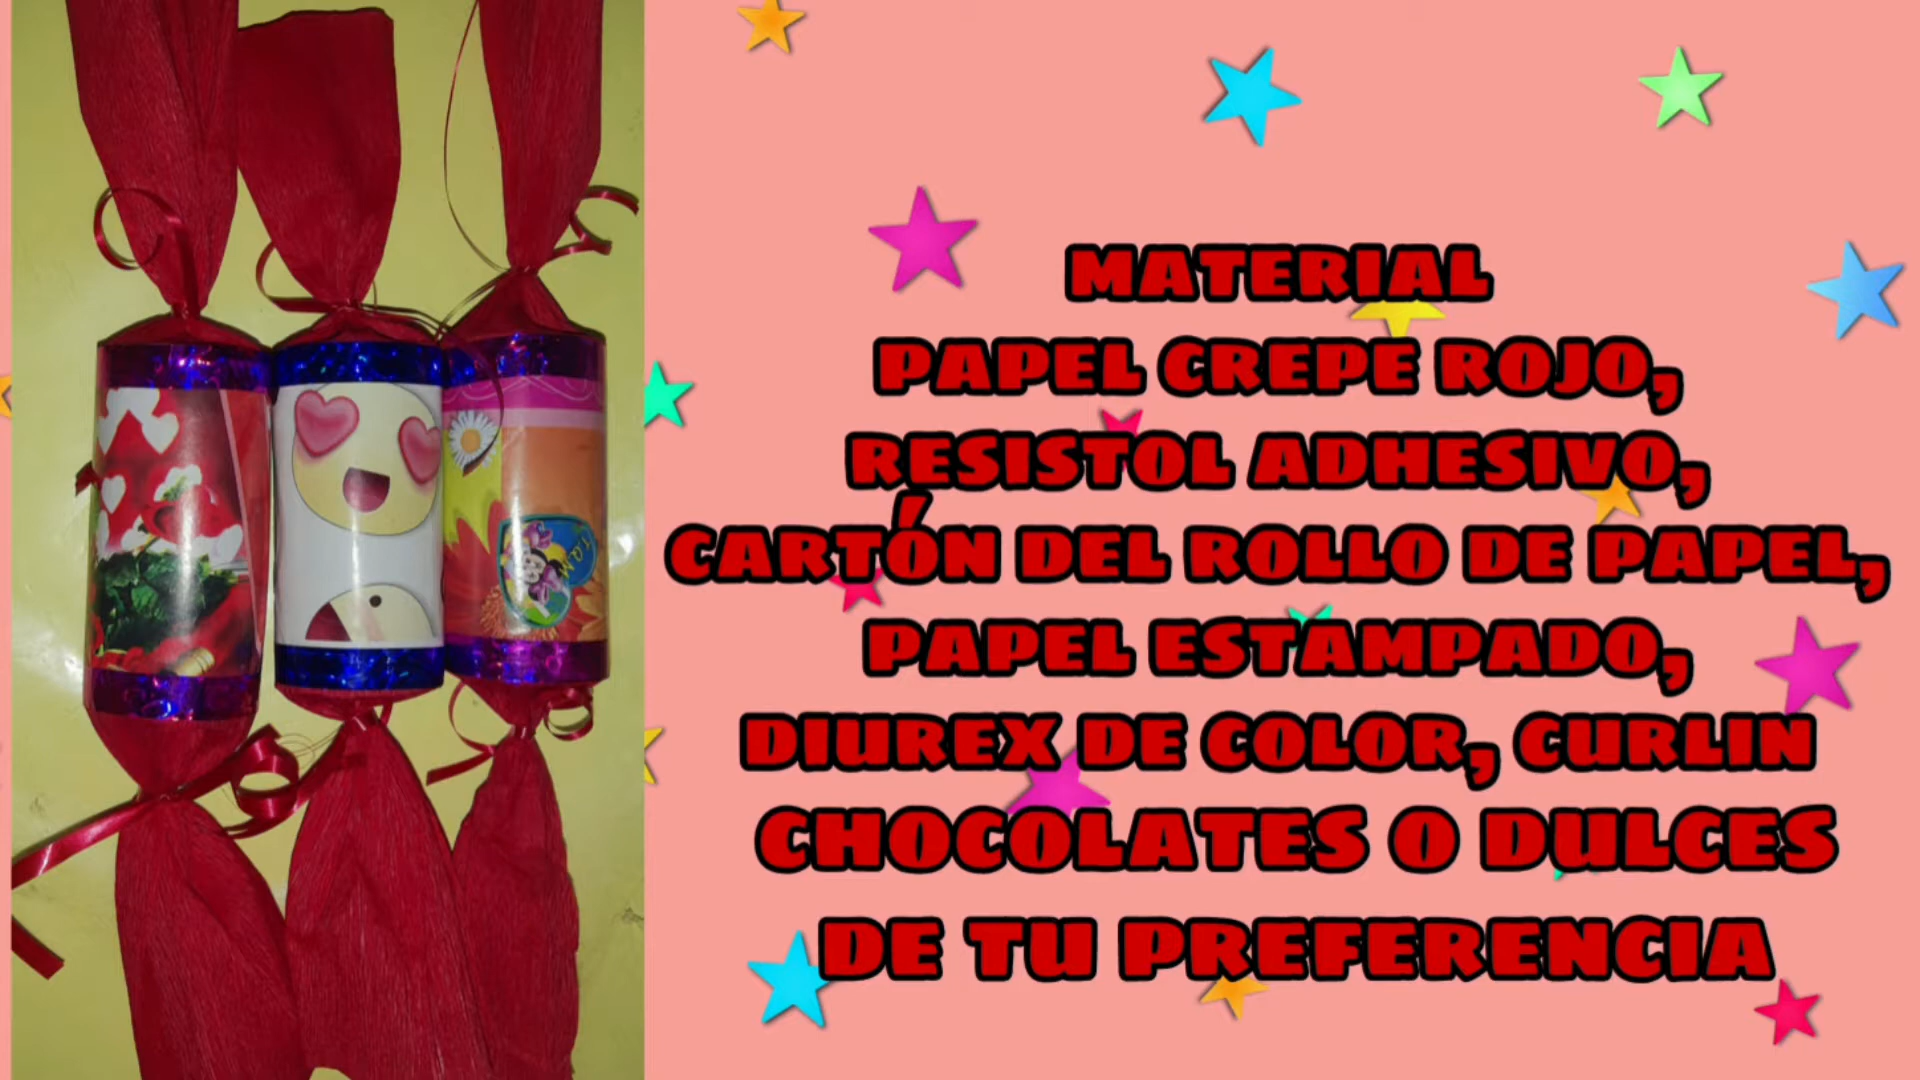 MATERIAL
PAPEL CREPE ROJO,
RESISTOL ADHESIVO,
CARTÓN DEL ROLLO DE PAPEL,
PAPEL ESTAMPADO,
DIUREX DE COLOR, CURLIN
CHOCOLATES O DULCES
DE TU PREFERENCIA